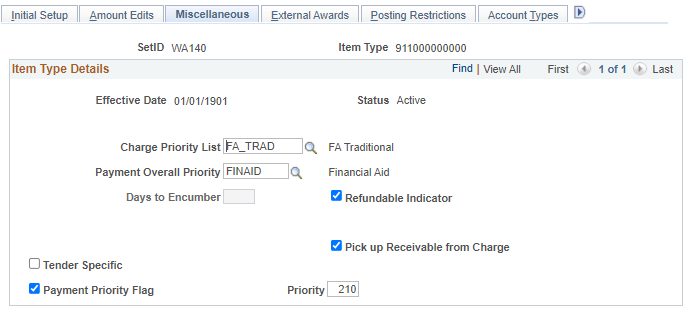 Initial Setup Amount Edits Miscellaneous External Awards Posting Restrictions Account Types
SetID WA140 Item Type 911000000000
Item Type Details Find | View All First 1 of 1 Last
Effective Date 01/01/1901 Status Active
Charge Priority List FA_TRAD FA Traditional
Payment Overall Priority FINAID Financial Aid
Days to Encumber Refundable Indicator
Pick up Receivable from Charge
Tender Specific
Payment Priority Flag Priority 210